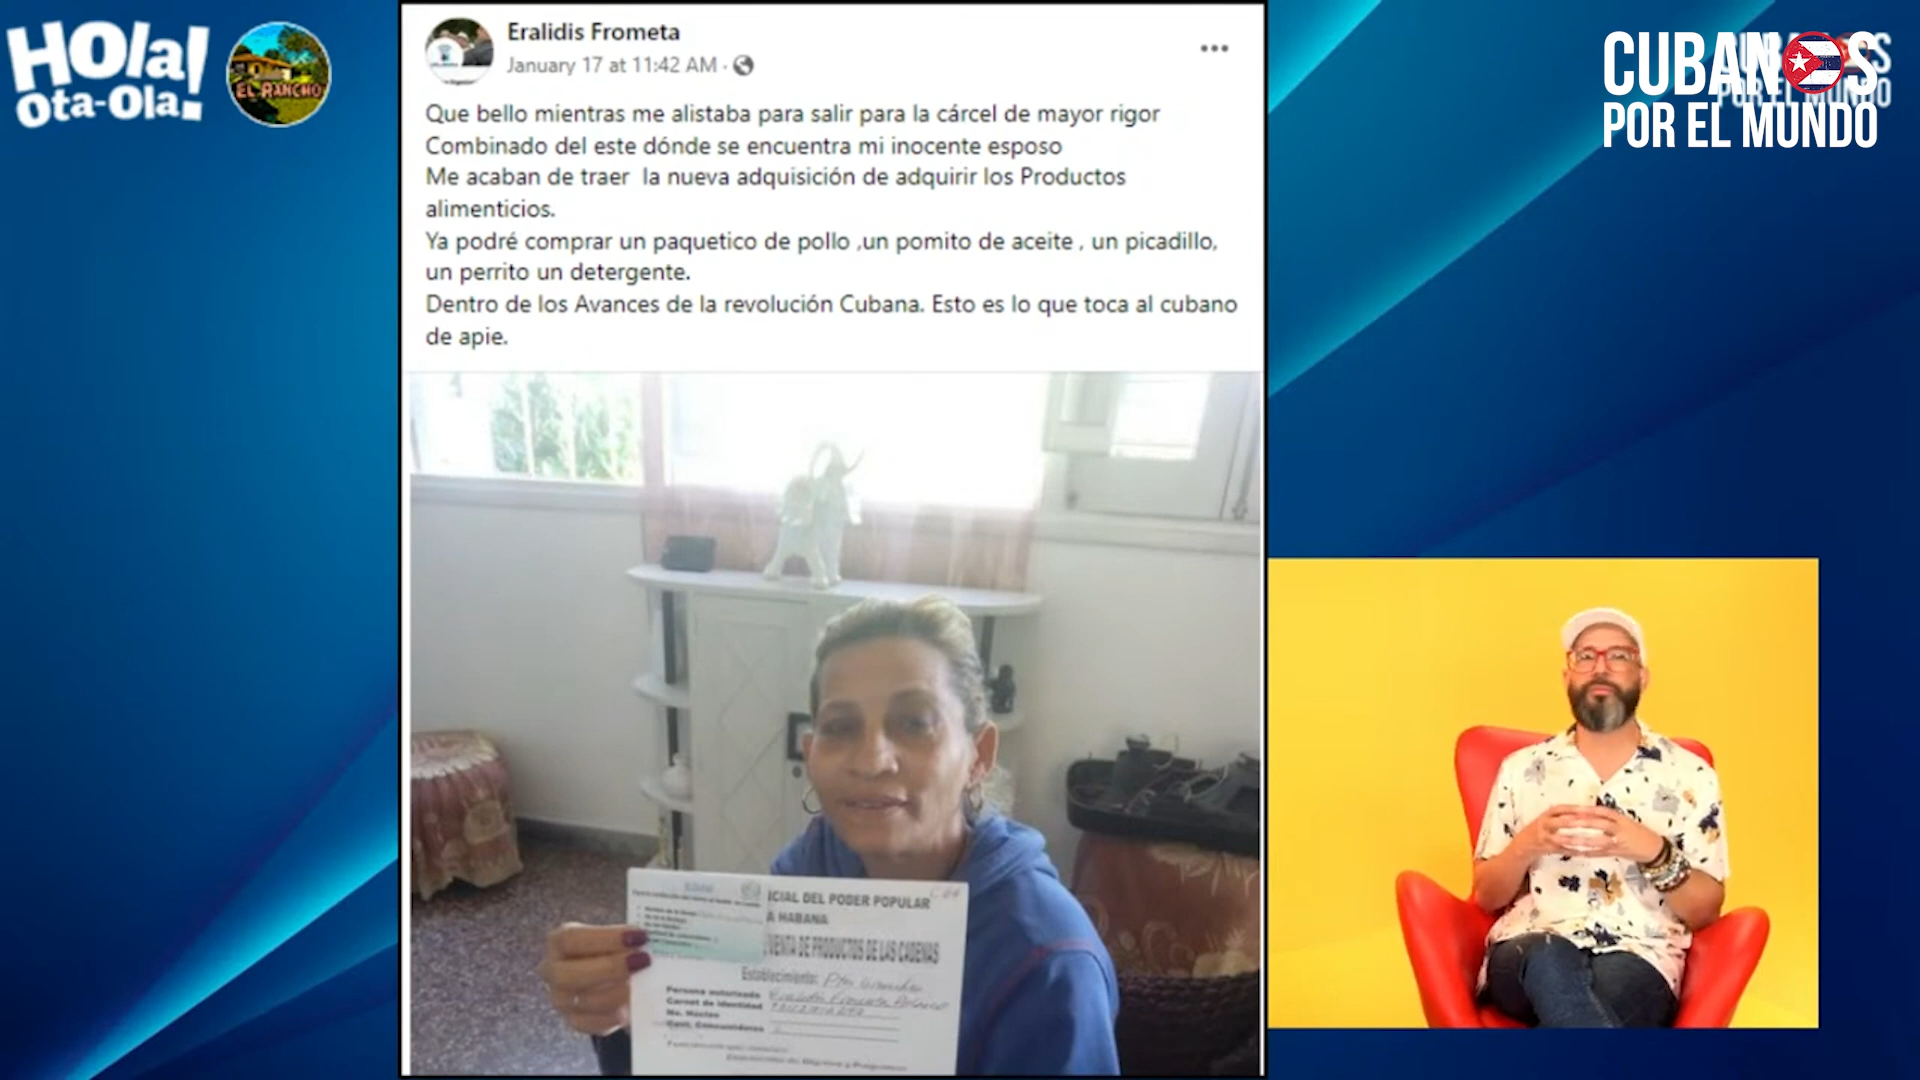 Hola!
Ota-Ola!
EL RANCHO
CUBANOS
POR EL MUNDO
Eralidis Frometa
January 17 at 11:42 AM ·
Que bello mientras me alistaba para salir para la cárcel de mayor rigor
Combinado del este dónde se encuentra mi inocente esposo
Me acaban de traer la nueva adquisición de adquirir los Productos
alimenticios.
Ya podré comprar un paquetico de pollo ,un pomito de aceite , un picadillo,
un perrito un detergente.
Dentro de los Avances de la revolución Cubana. Esto es lo que toca al cubano
de apie.
CIAL DEL PODER POPULAR
A HABANA
VENTA DE PRODUCTOS DE LAS CADENAS
Establecimiento:
Persona autorizada
Carnet de identidad
No. Núcleo
Cant. Consumidores